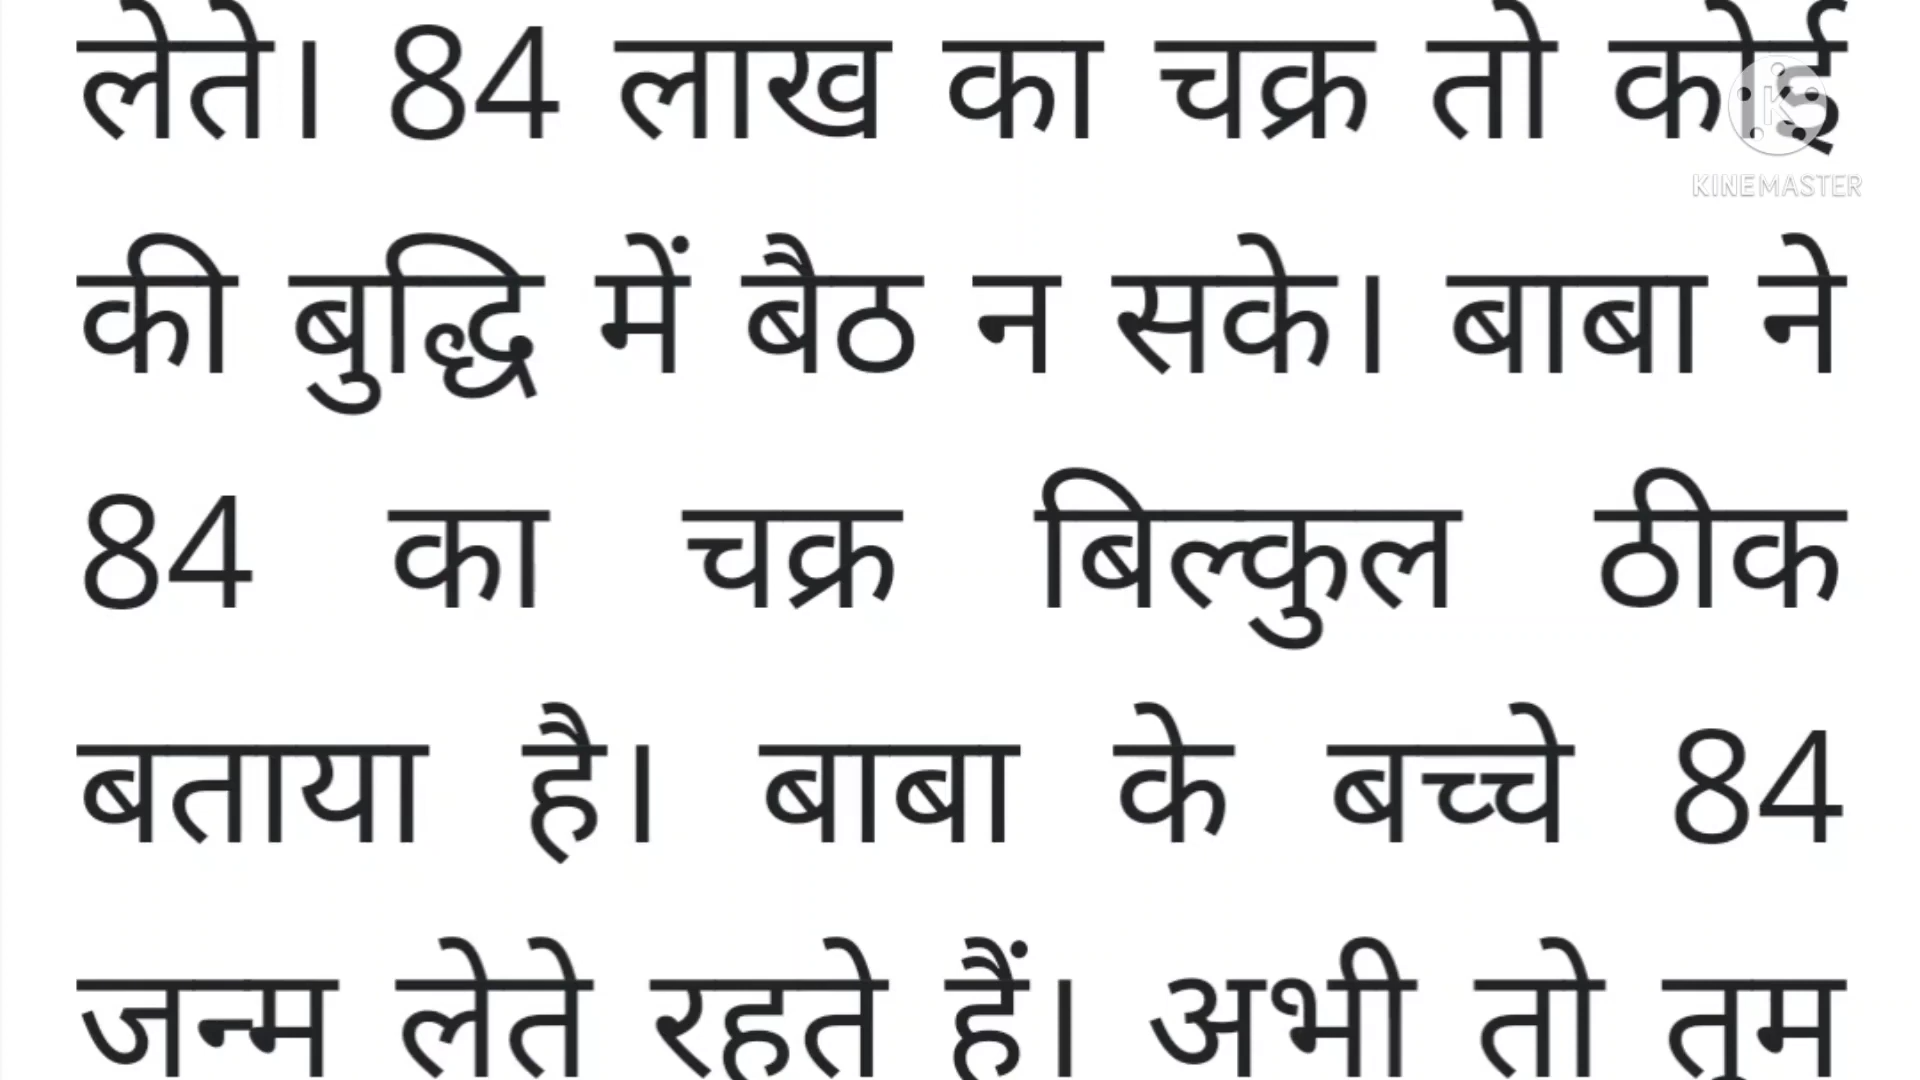 लेते। 84 लाख का चक्र तो कोई
KINEMASTER
की बुद्धि में बैठ न सके। बाबा ने
84 का चक्र बिल्कुल ठीक
बताया है। बाबा के बच्चे 84
जन्म लेते रहते हैं। अभी तो तुम